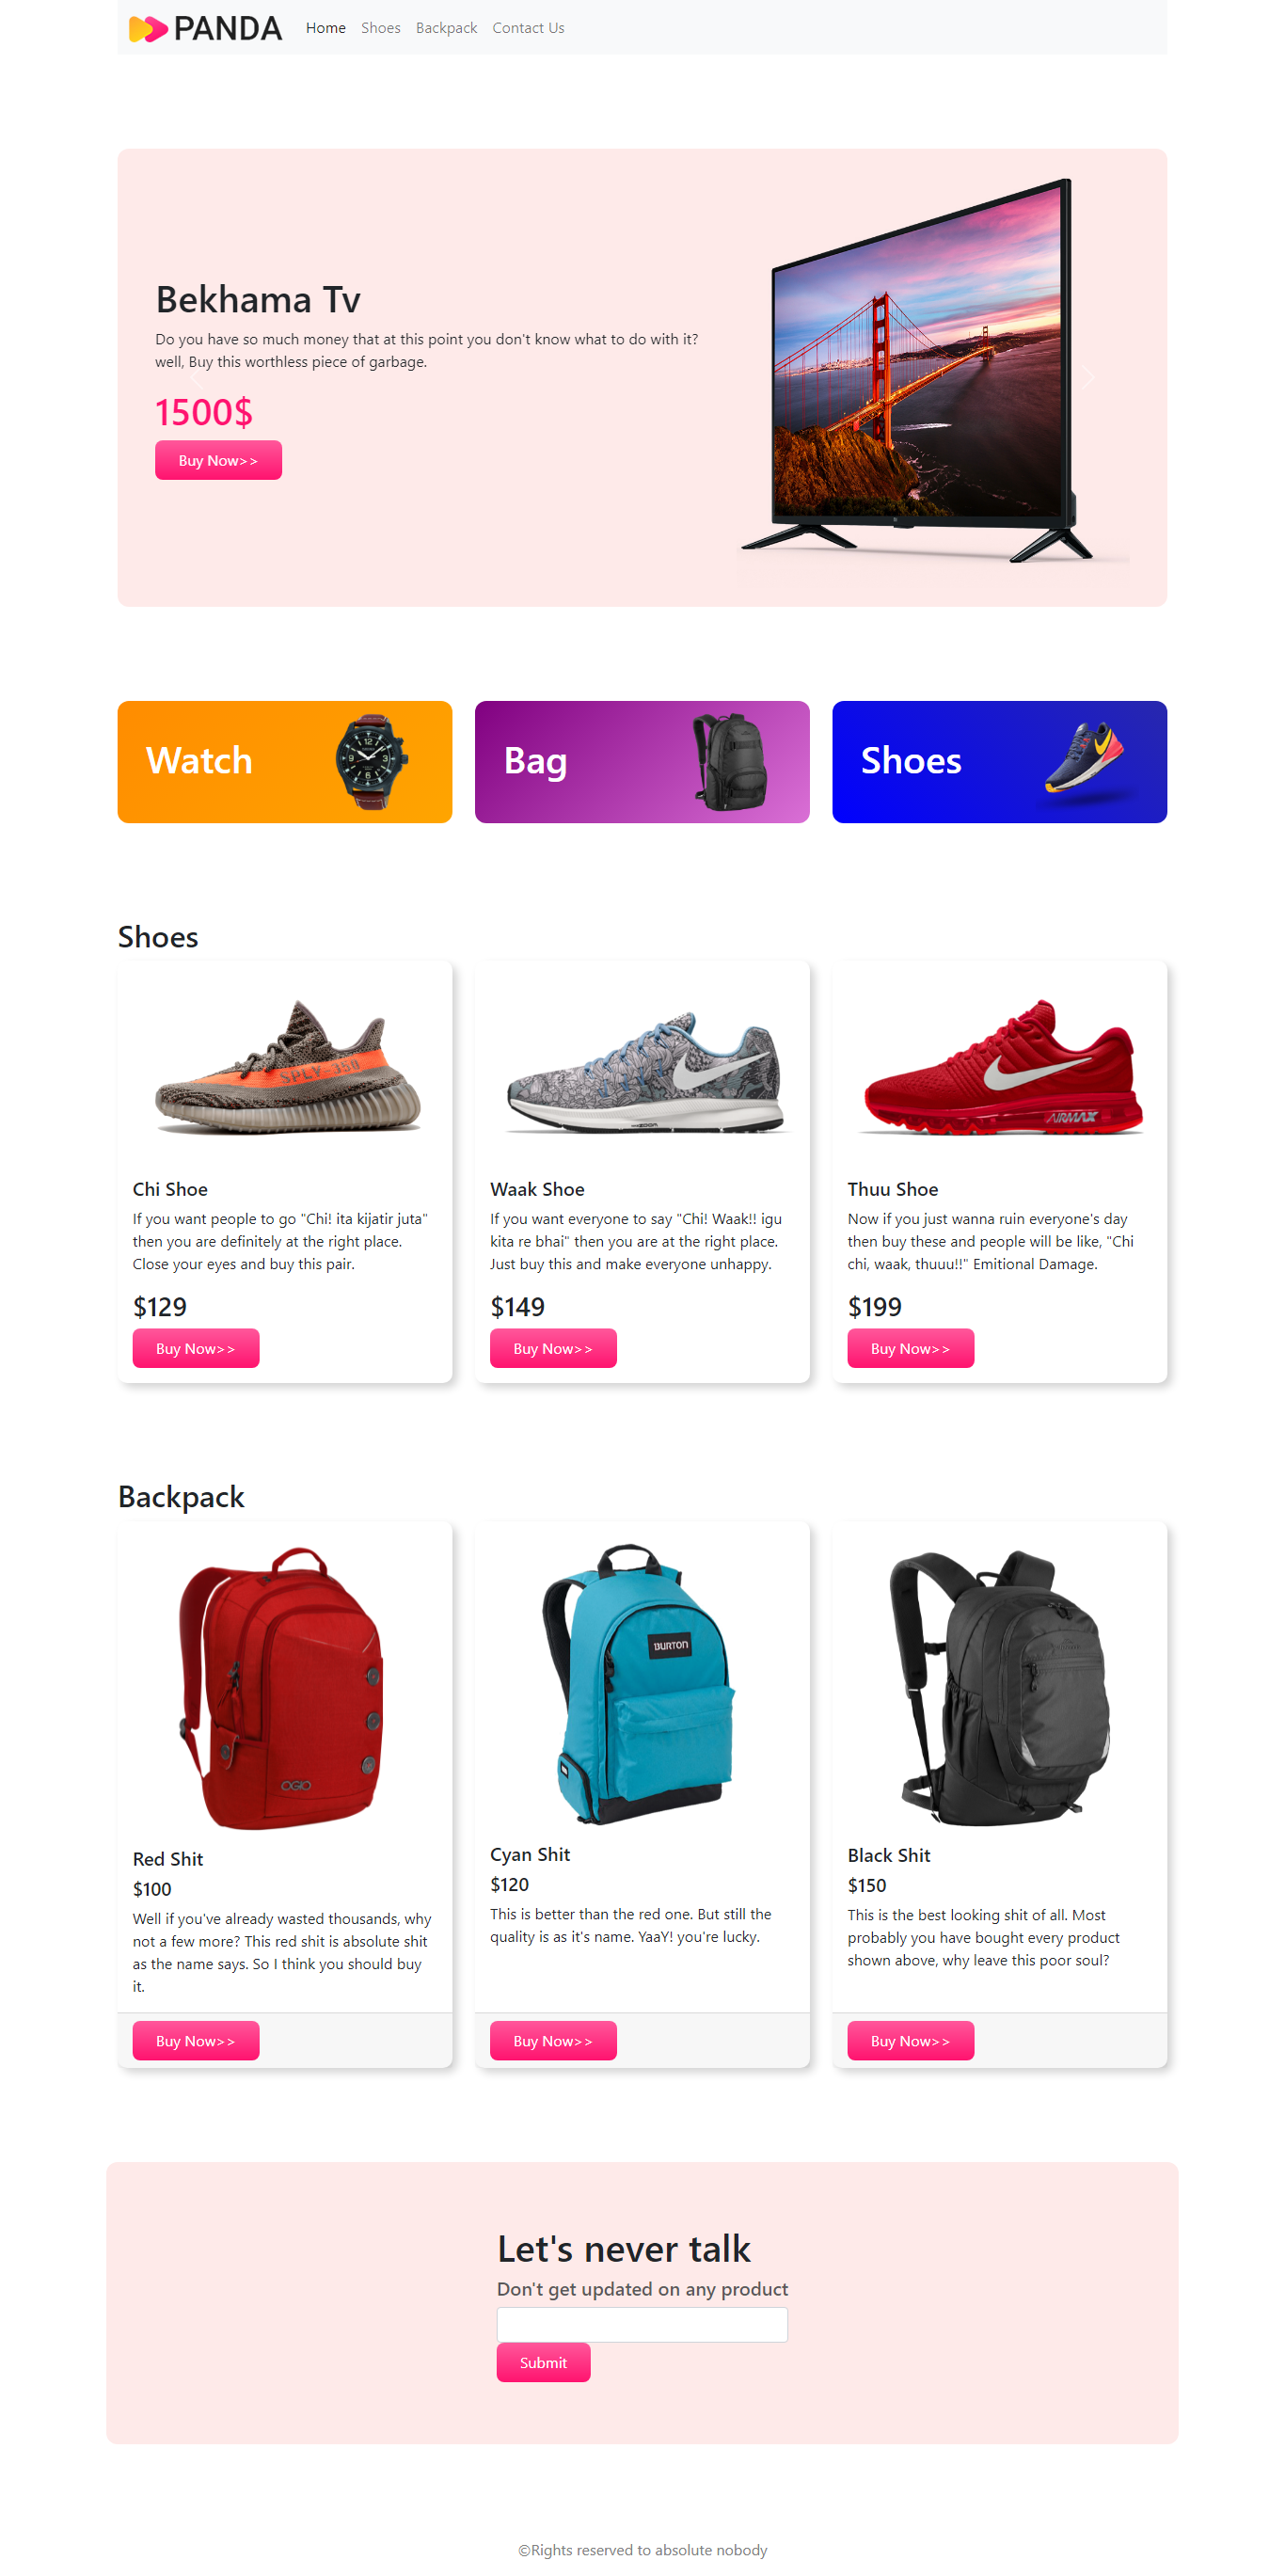 PANDA
Home Shoes Backpack Contact Us
Bekhama Tv
Do you have so much money that at this point you don't know what to do with it?
well, Buy this worthless piece of garbage.
1500$
Buy Now>>
Watch
Bag
Shoes
Shoes
SPLY 350
ZOOM
AIRMAX
Chi Shoe
If you want people to go "Chi! ita kijatir juta"
then you are definitely at the right place.
Close your eyes and buy this pair.
$129
Buy Now>>
Waak Shoe
If you want everyone to say "Chi! Waak!! igu
kita re bhai" then you are at the right place.
Just buy this and make everyone unhappy.
$149
Buy Now>>
Thuu Shoe
Now if you just wanna ruin everyone's day
then buy these and people will be like, "Chi
chi, waak, thuuu!!" Emitional Damage.
$199
Buy Now>>
Backpack
OGIO
BURTON
Red Shit
$100
Well if you've already wasted thousands, why
not a few more? This red shit is absolute shit
as the name says. So I think you should buy
it.
Buy Now>>
Cyan Shit
$120
This is better than the red one. But still the
quality is as it's name. YaaY! you're lucky.
Buy Now>>
Black Shit
$150
This is the best looking shit of all. Most
probably you have bought every product
shown above, why leave this poor soul?
Buy Now>>
Let's never talk
Don't get updated on any product
Submit
©Rights reserved to absolute nobody